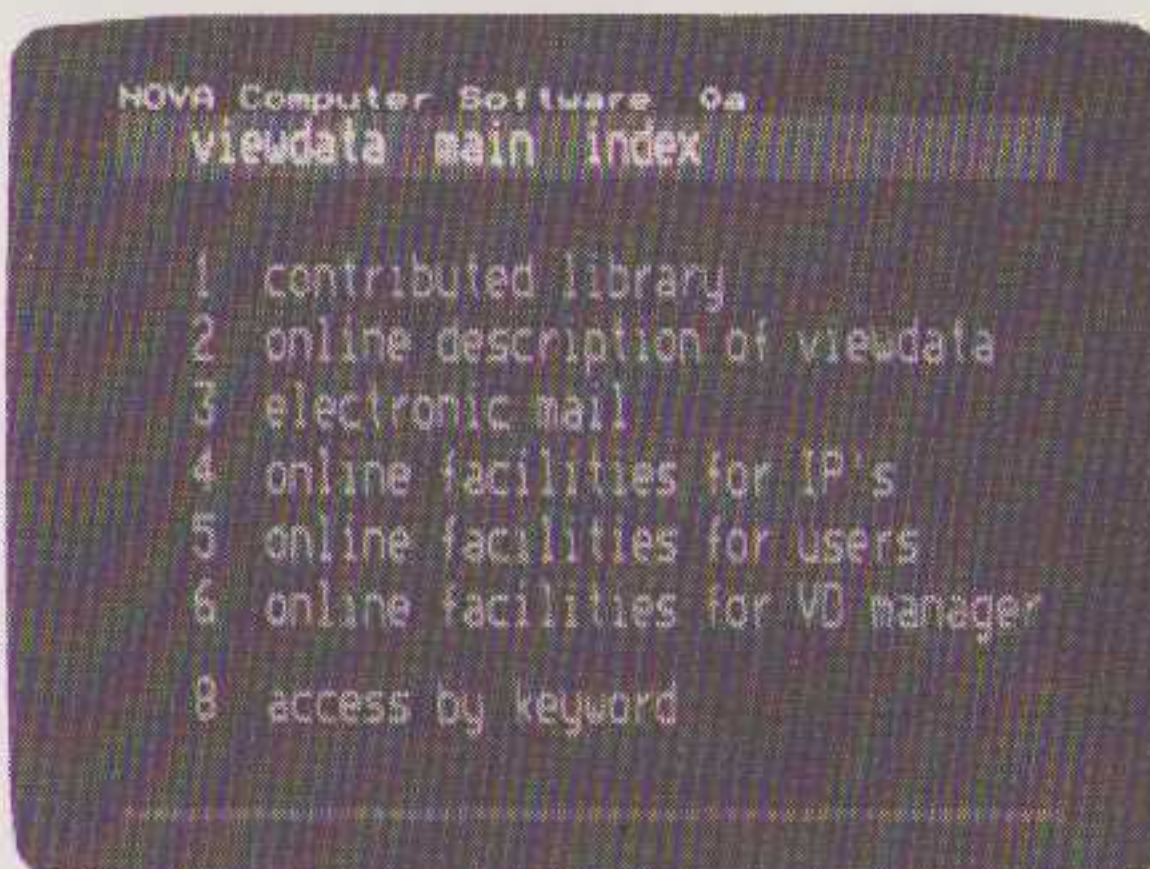 NOVA Computer Software 0a
viewdata main index
1 contributed library
2 online description of viewdata
3 electronic mail
4 online facilities for IP's
5 online facilities for users
6 online facilities for VD manager
8 access by keyword